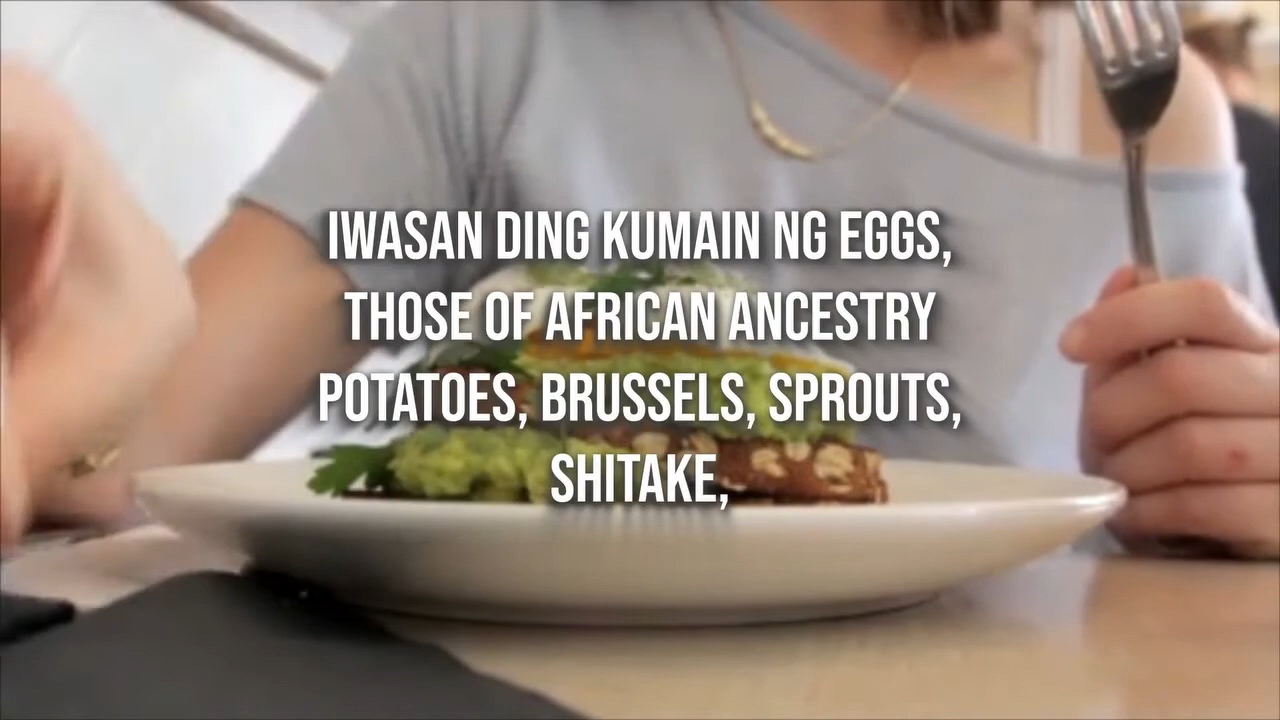 IWASAN DING KUMAIN NG EGGS,
THOSE OF AFRICAN ANCESTRY
POTATOES, BRUSSELS, SPROUTS,
SHITAKE,